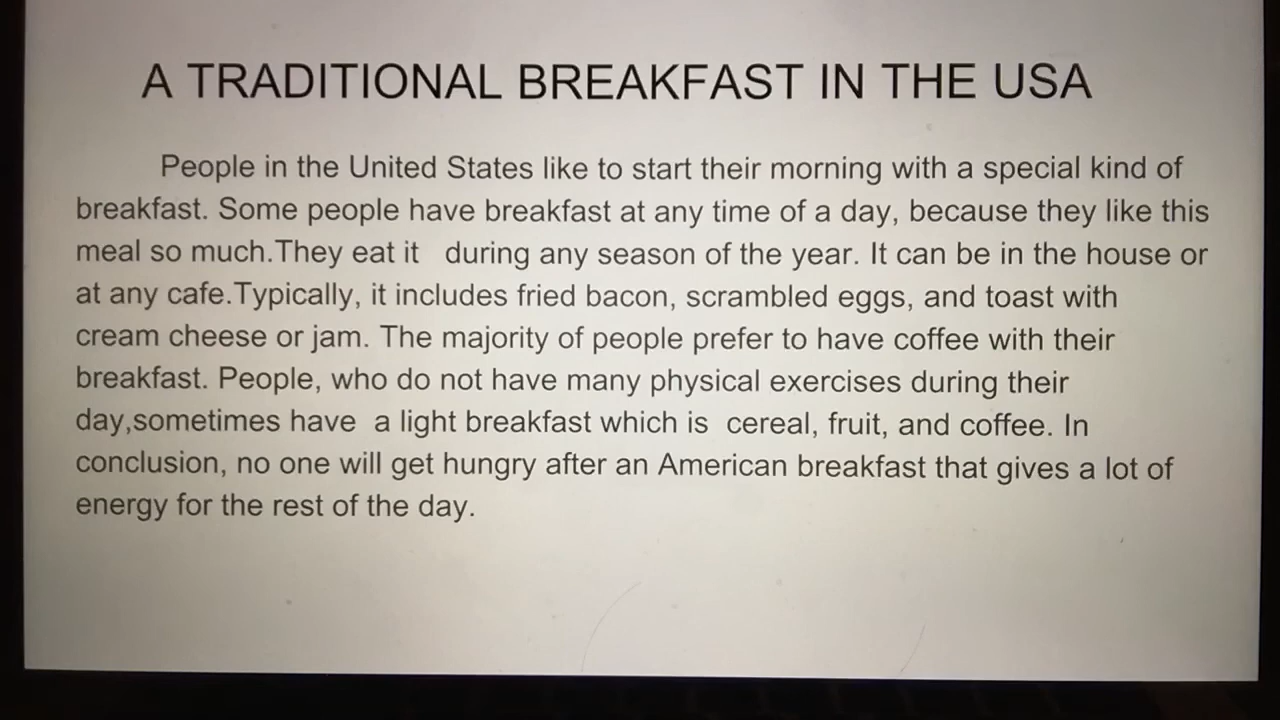 A TRADITIONAL BREAKFAST IN THE USA
People in the United States like to start their morning with a special kind of
breakfast. Some people have breakfast at any time of a day, because they like this
meal so much.They eat it   during any season of the year. It can be in the house or
at any cafe.Typically, it includes fried bacon, scrambled eggs, and toast with
cream cheese or jam. The majority of people prefer to have coffee with their
breakfast. People, who do not have many physical exercises during their
day,sometimes have  a light breakfast which is  cereal, fruit, and coffee. In
conclusion, no one will get hungry after an American breakfast that gives a lot of
energy for the rest of the day.